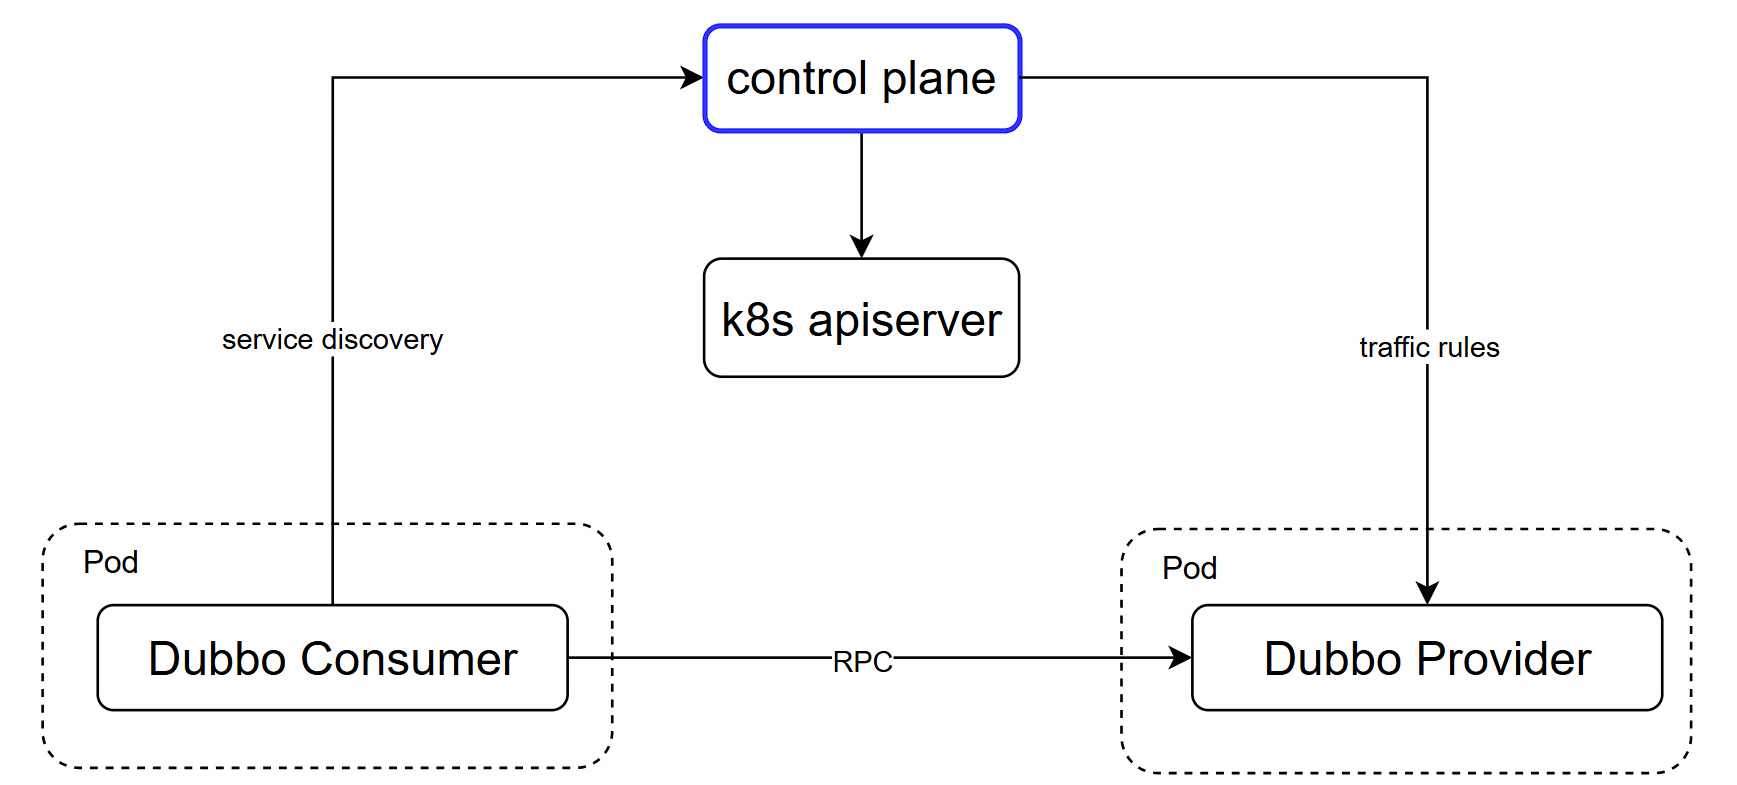 control plane
k8s apiserver
service discovery
traffic rules
Pod
Pod
Dubbo Consumer
RPC
Dubbo Provider